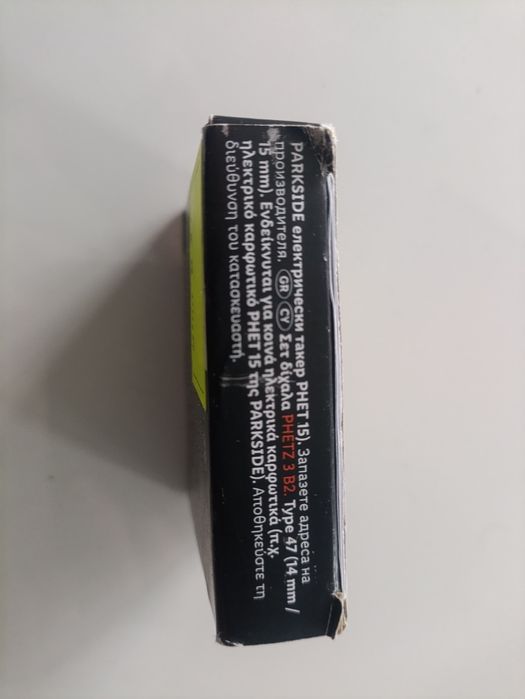 PARKSIDE електрически такер PHET 15). Запазете адреса на
производителя. GR CY Σετ δίχαλα PHETZ 3 B2. Type 47 (14 mm /
15 mm). Ενδείκνυται για κοινά ηλεκτρικά καρφωτικά (π.χ.
ηλεκτρικό καρφωτικό PHET 15 της PARKSIDE). Αποθηκεύστε τη
διεύθυνση του κατασκευαστή.